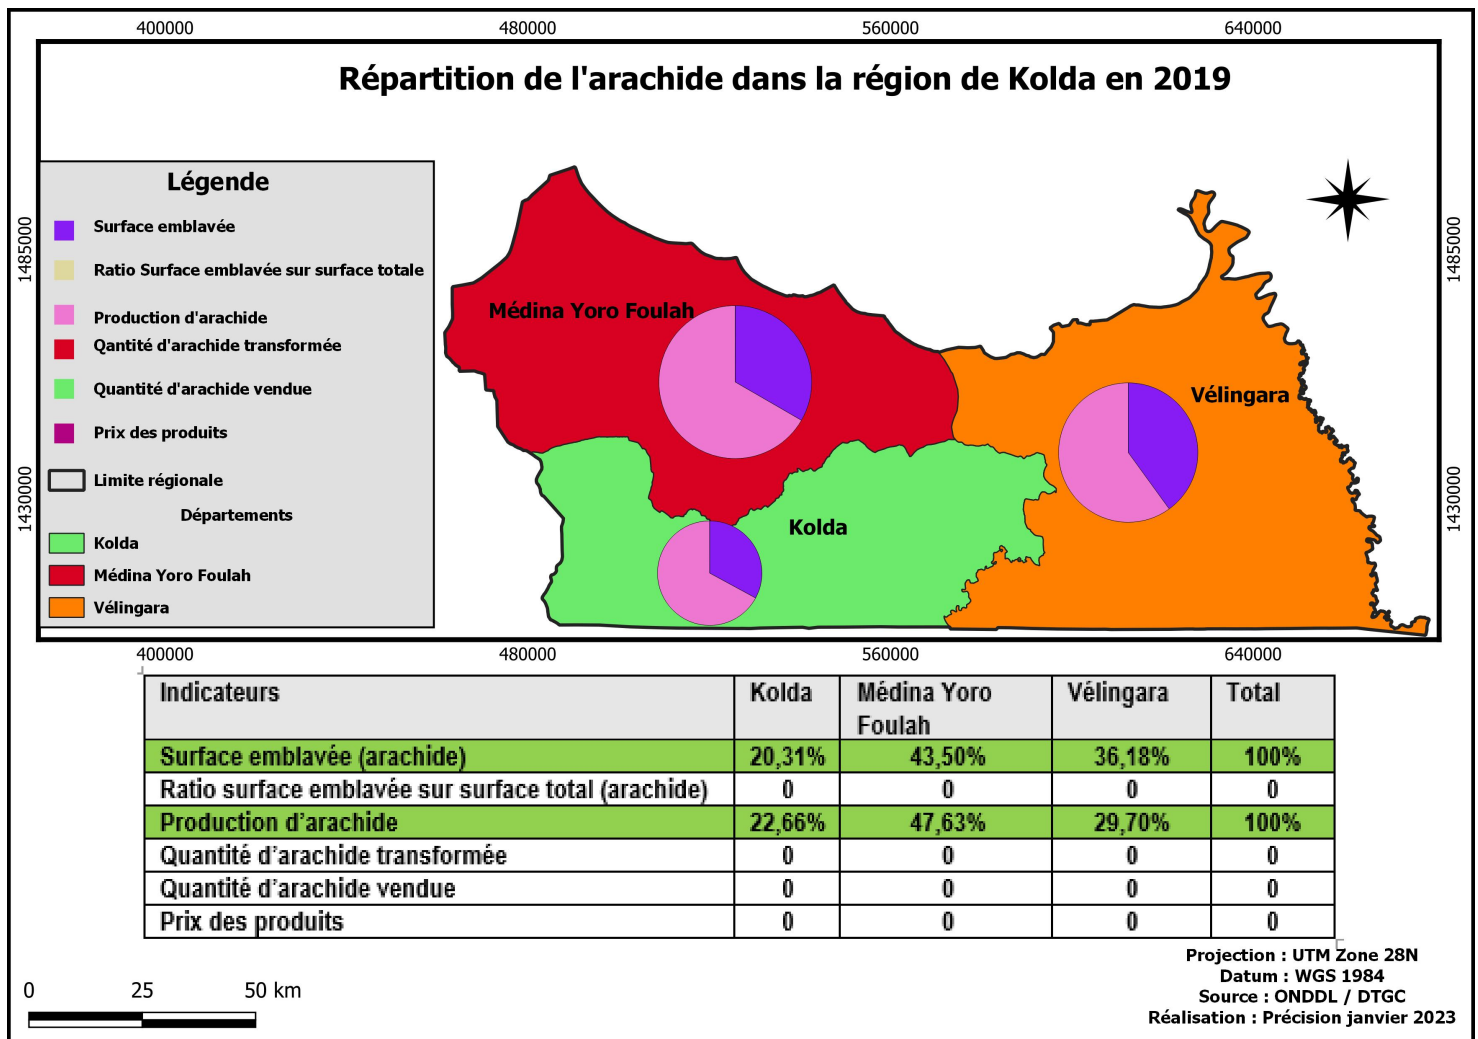 400000 480000 560000 640000
Répartition de l'arachide dans la région de Kolda en 2019
Légende
Surface emblavée
Ratio Surface emblavée sur surface totale
Production d'arachide
Qantité d'arachide transformée
Quantité d'arachide vendue
Prix des produits
Limite régionale
Départements
Kolda
Médina Yoro Foulah
Vélingara
1485000
1430000
Médina Yoro Foulah
Vélingara
Kolda
1485000
1430000
400000 480000 560000 640000
Indicateurs Kolda Médina Yoro Foulah Vélingara Total
Surface emblavée (arachide) 20,31% 43,50% 36,18% 100%
Ratio surface emblavée sur surface total (arachide) 0 0 0 0
Production d’arachide 22,66% 47,63% 29,70% 100%
Quantité d’arachide transformée 0 0 0 0
Quantité d’arachide vendue 0 0 0 0
Prix des produits 0 0 0 0
0 25 50 km
Projection : UTM Zone 28N
Datum : WGS 1984
Source : ONDDL / DTGC
Réalisation : Précision janvier 2023